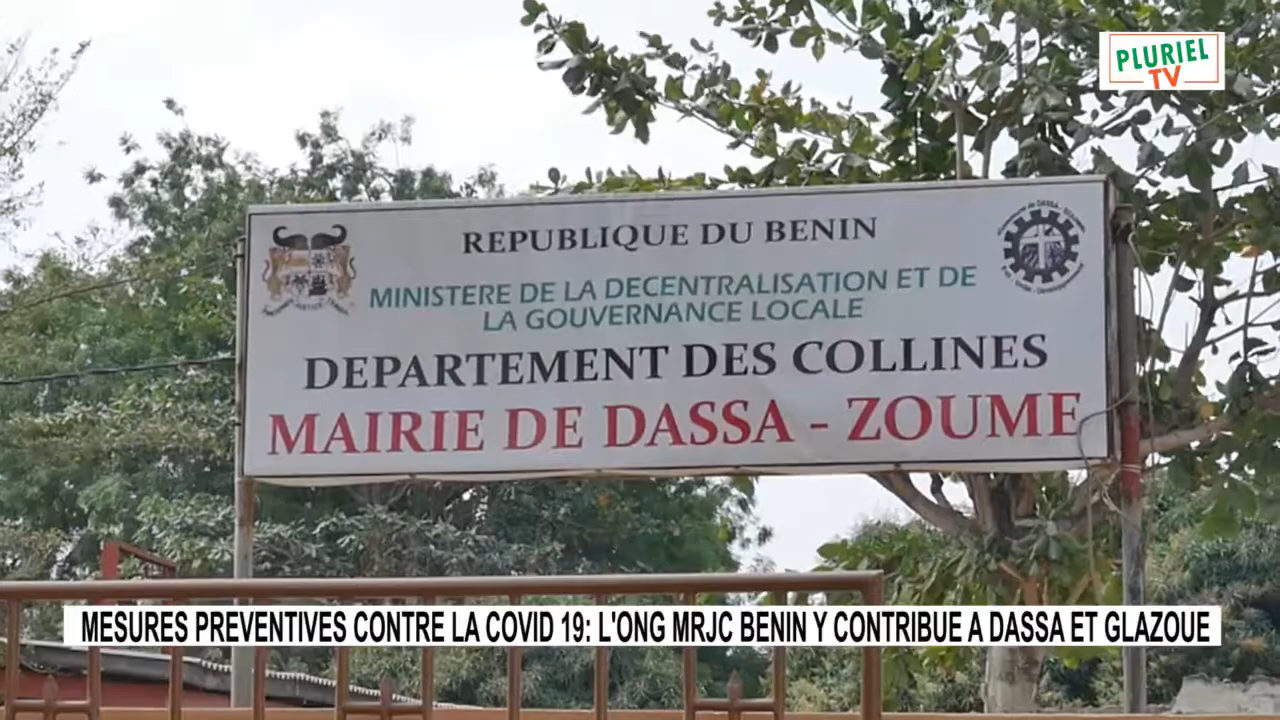 PLURIEL
TV
REPUBLIQUE DU BENIN
MINISTERE DE LA DECENTRALISATION ET DE
LA GOUVERNANCE LOCALE
DEPARTEMENT DES COLLINES
MAIRIE DE DASSA - ZOUME
MESURES PREVENTIVES CONTRE LA COVID 19: L'ONG MRJC BENIN Y CONTRIBUE A DASSA ET GLAZOUE